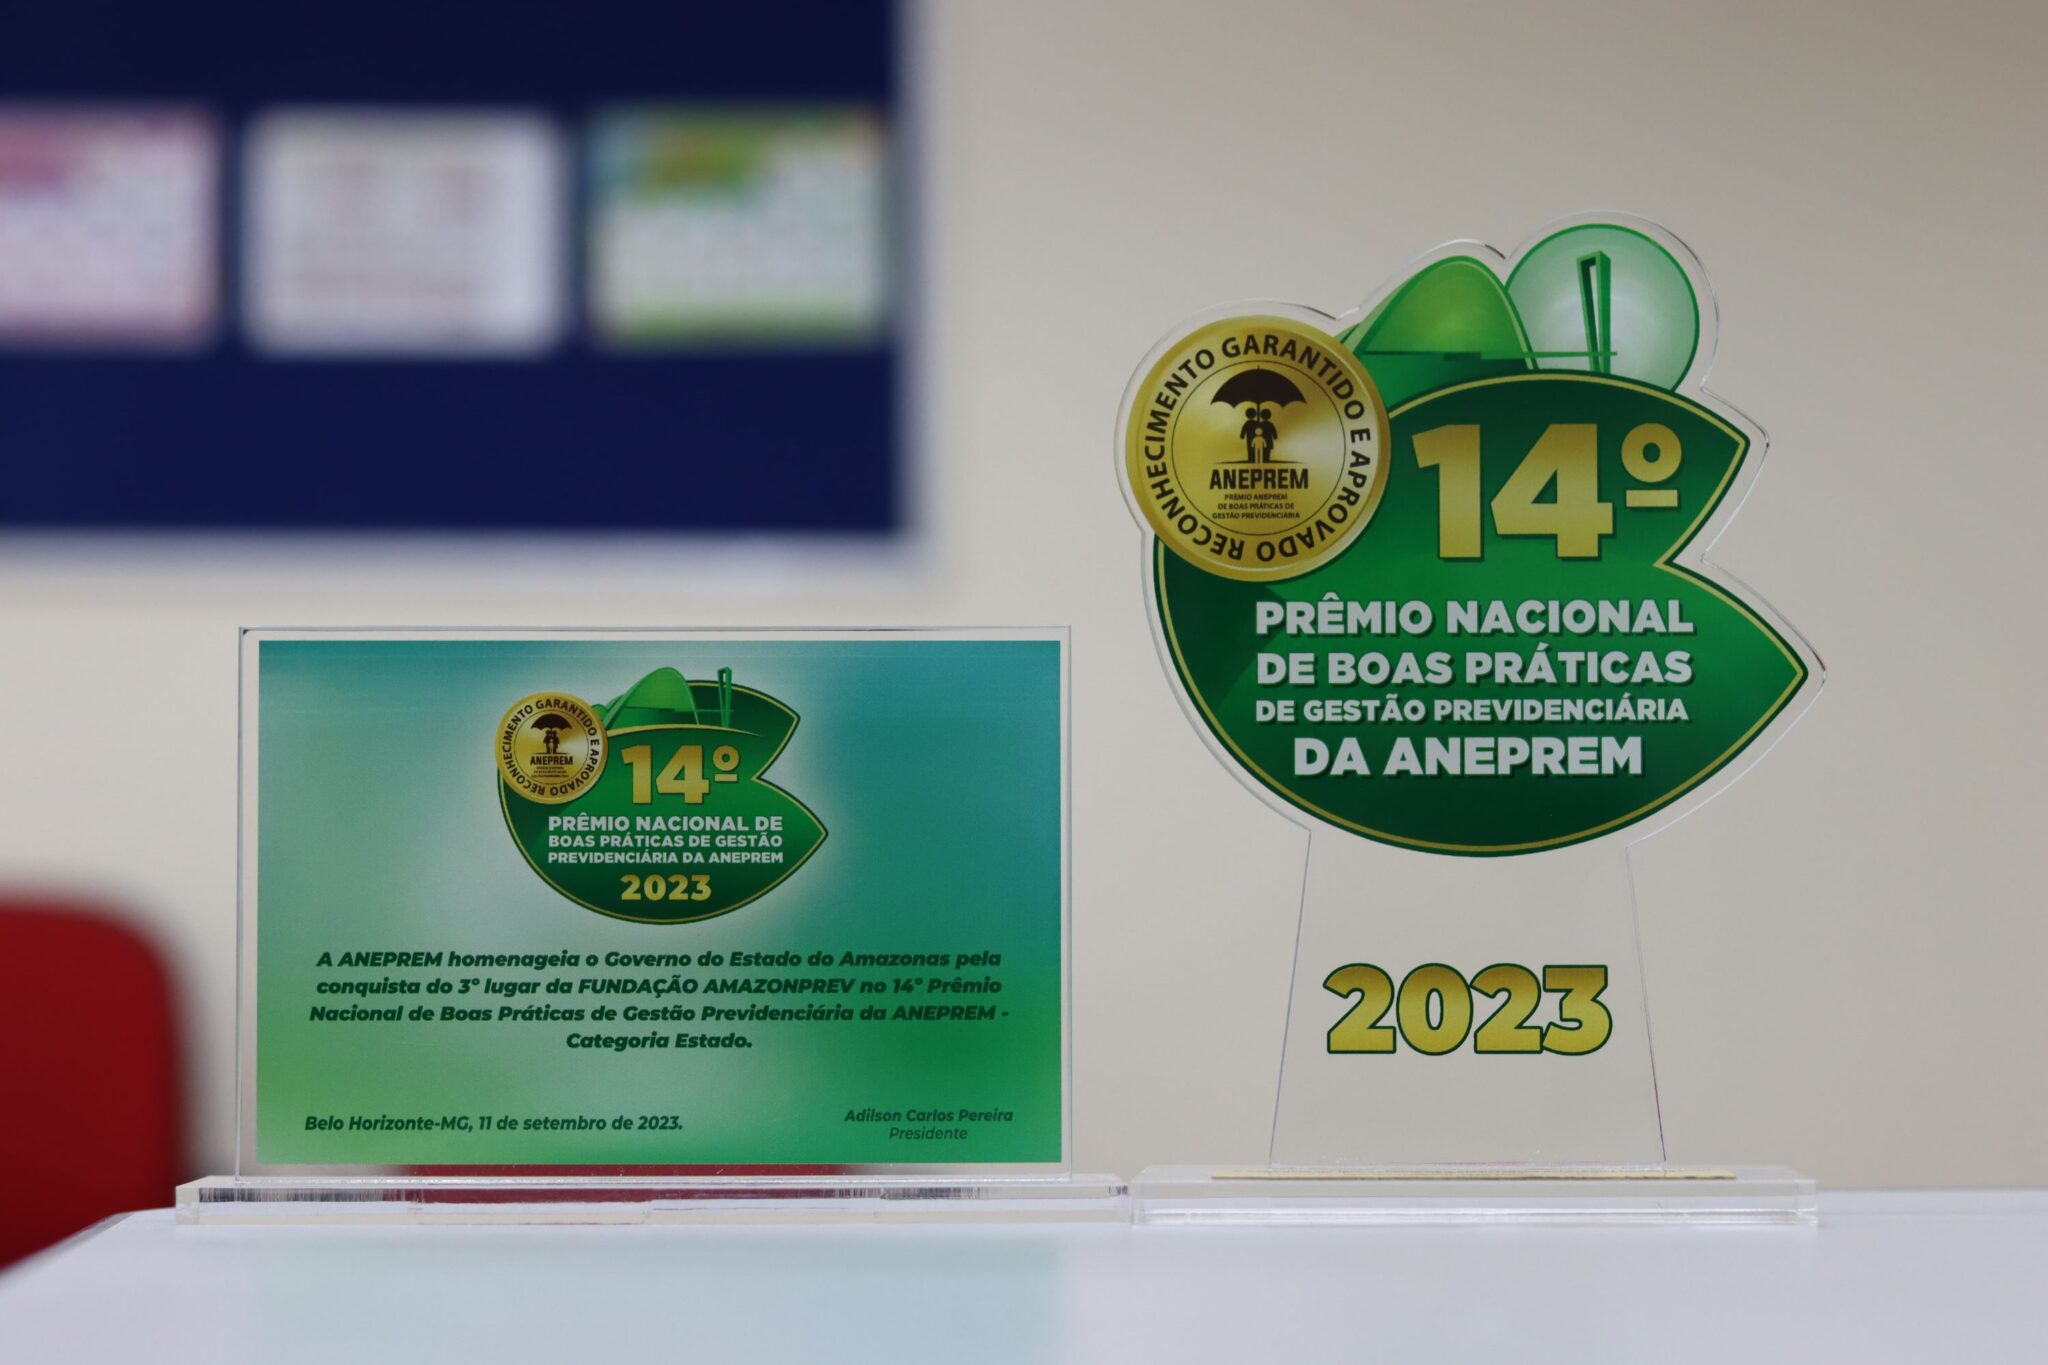 RECONHECIMENTO GARANTIDO E APROVADO
ANEPREM
14º
PRÊMIO NACIONAL DE
BOAS PRÁTICAS DE GESTÃO
PREVIDENCIÁRIA DA ANEPREM
2023
A ANEPREM homenageia o Governo do Estado do Amazonas pela
conquista do 3º lugar da FUNDAÇÃO AMAZONPREV no 14º Prêmio
Nacional de Boas Práticas de Gestão Previdenciária da ANEPREM -
Categoria Estado.
Belo Horizonte-MG, 11 de setembro de 2023.
Adilson Carlos Pereira
Presidente
RECONHECIMENTO GARANTIDO E APROVADO
ANEPREM
PRÊMIO ANEPREM
DE BOAS PRÁTICAS DE
GESTÃO PREVIDENCIÁRIA
14º
PRÊMIO NACIONAL
DE BOAS PRÁTICAS
DE GESTÃO PREVIDENCIÁRIA
DA ANEPREM
2023